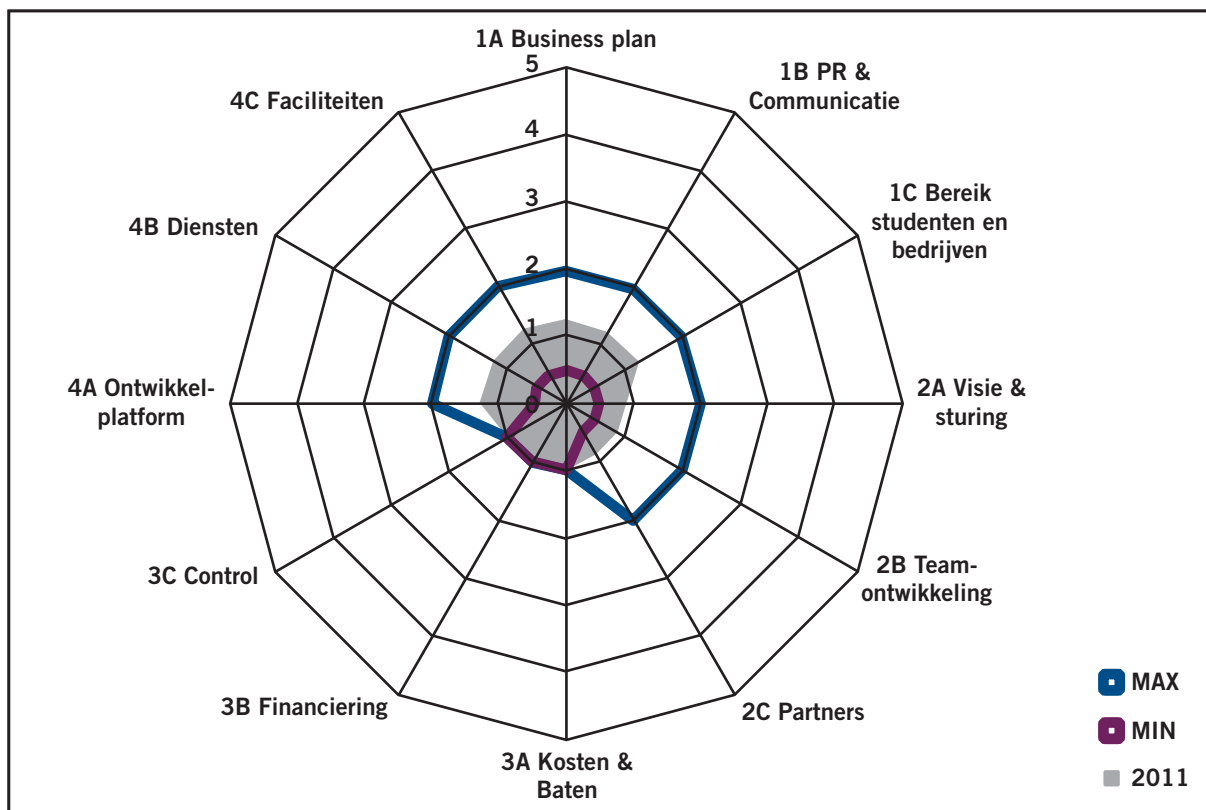 1A Business plan
1B PR &
Communicatie
1C Bereik
studenten en
bedrijven
2A Visie &
sturing
2B Team-
ontwikkeling
2C Partners
3A Kosten &
Baten
3B Financiering
3C Control
4A Ontwikkel-
platform
4B Diensten
4C Faciliteiten
5
4
3
2
1
0
MAX
MIN
2011